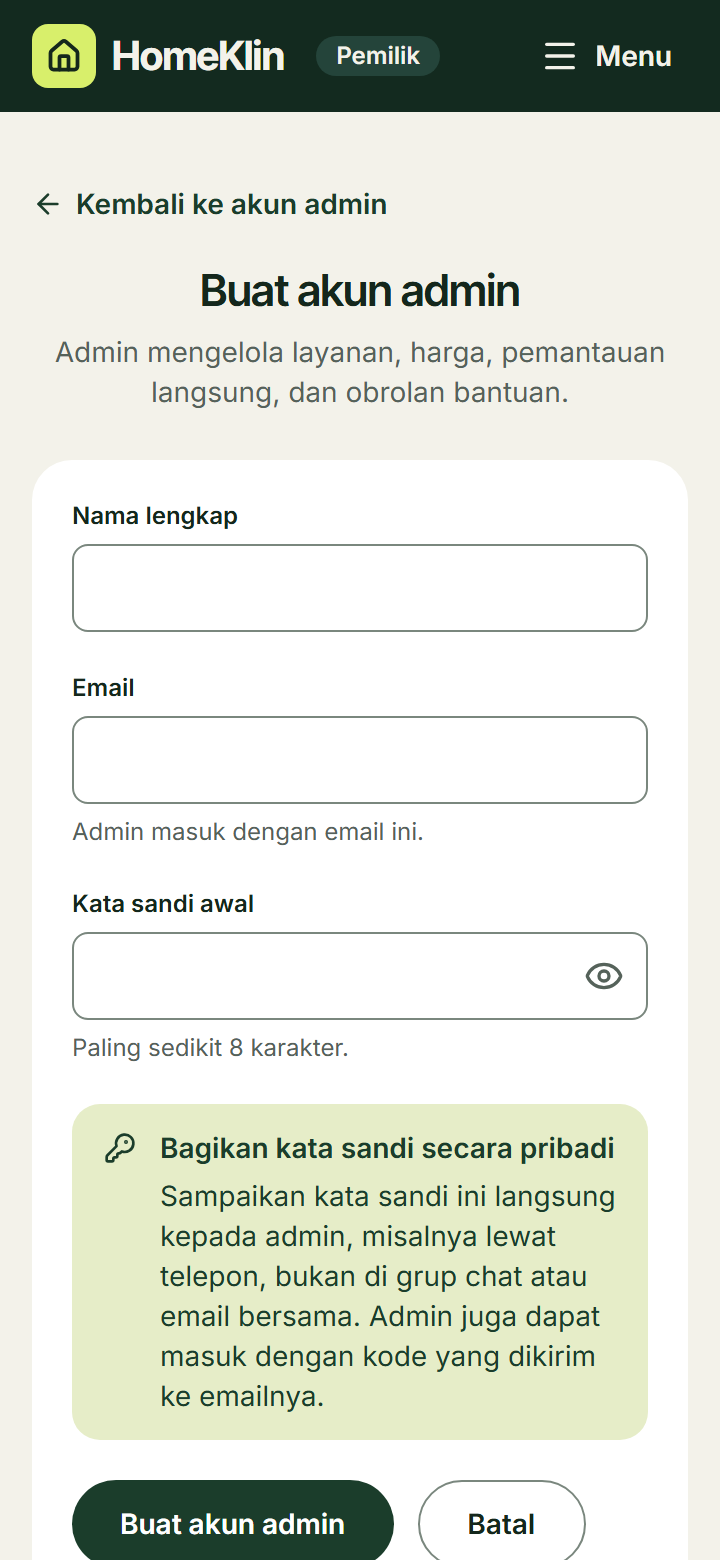 HomeKlin
Pemilik
Menu
Kembali ke akun admin
Buat akun admin
Admin mengelola layanan, harga, pemantauan
langsung, dan obrolan bantuan.
Nama lengkap
Email
Admin masuk dengan email ini.
Kata sandi awal
Paling sedikit 8 karakter.
Bagikan kata sandi secara pribadi
Sampaikan kata sandi ini langsung
kepada admin, misalnya lewat
telepon, bukan di grup chat atau
email bersama. Admin juga dapat
masuk dengan kode yang dikirim
ke emailnya.
Buat akun admin
Batal